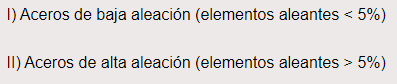 I) Aceros de baja aleación (elementos aleantes < 5%)
II) Aceros de alta aleación (elementos aleantes > 5%)